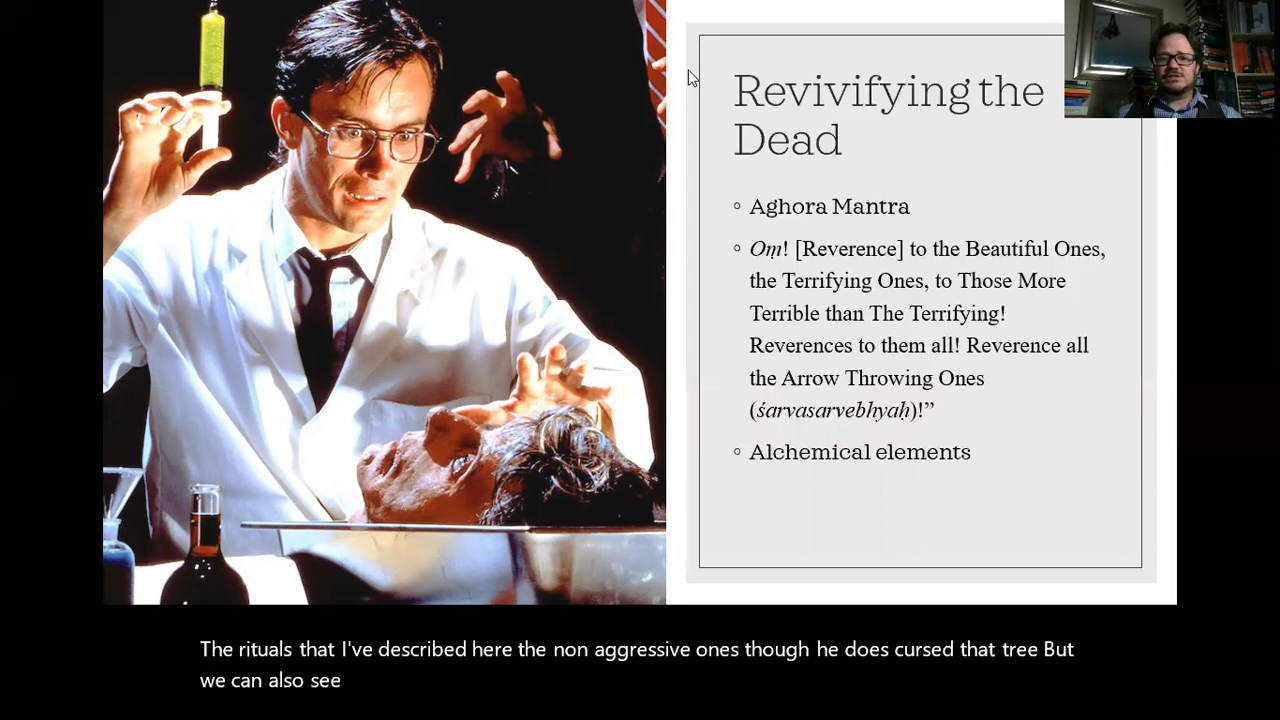 Revivifying the
Dead
Aghora Mantra
Oṃ! [Reverence] to the Beautiful Ones,
the Terrifying Ones, to Those More
Terrible than The Terrifying!
Reverences to them all! Reverence all
the Arrow Throwing Ones
(śarvasarvebhyaḥ)!”
Alchemical elements
The rituals that I've described here the non aggressive ones though he does cursed that tree But
we can also see